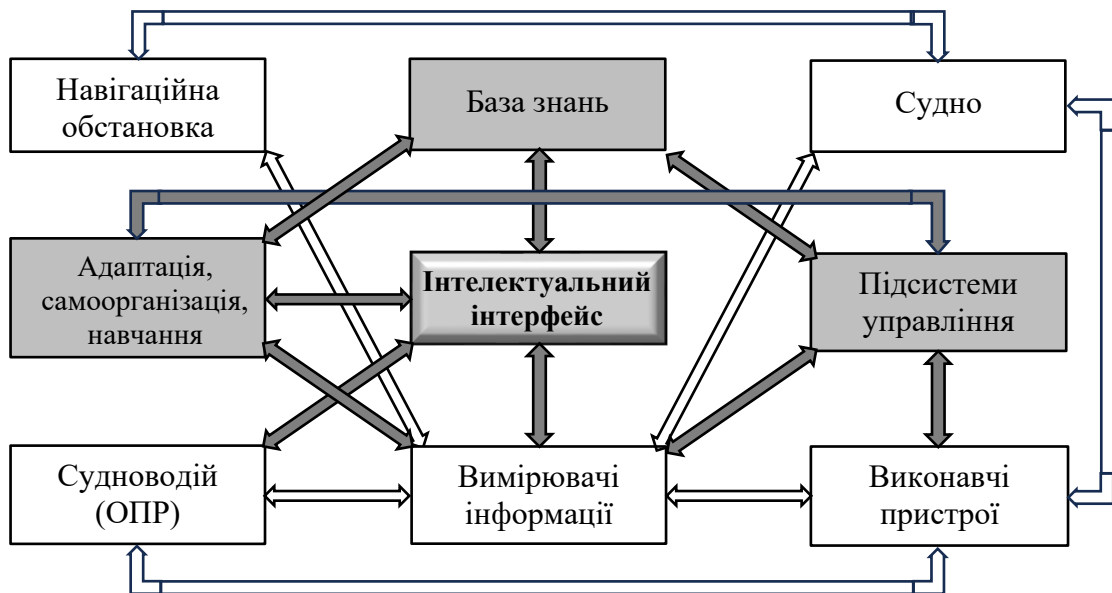 Навігаційна
обстановка
База знань
Судно
Адаптація,
самоорганізація,
навчання
Інтелектуальний
інтерфейс
Підсистеми
управління
Судноводій
(ОПР)
Вимірювачі
інформації
Виконавчі
пристрої